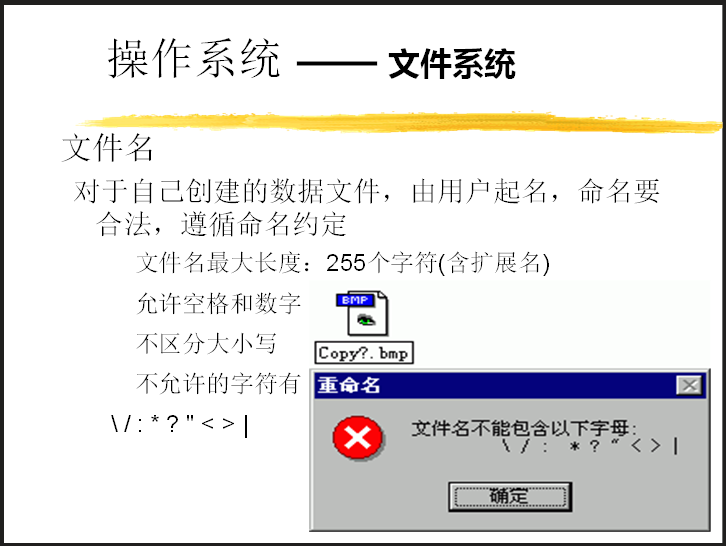 操作系统 —— 文件系统
文件名
对于自己创建的数据文件，由用户起名，命名要
合法，遵循命名约定
文件名最大长度：255个字符(含扩展名)
允许空格和数字
不区分大小写
不允许的字符有
\ / : * ? " < > |
BMP
Copy?.bmp
重命名
文件名不能包含以下字母:
\ / : * ? " < > |
确定